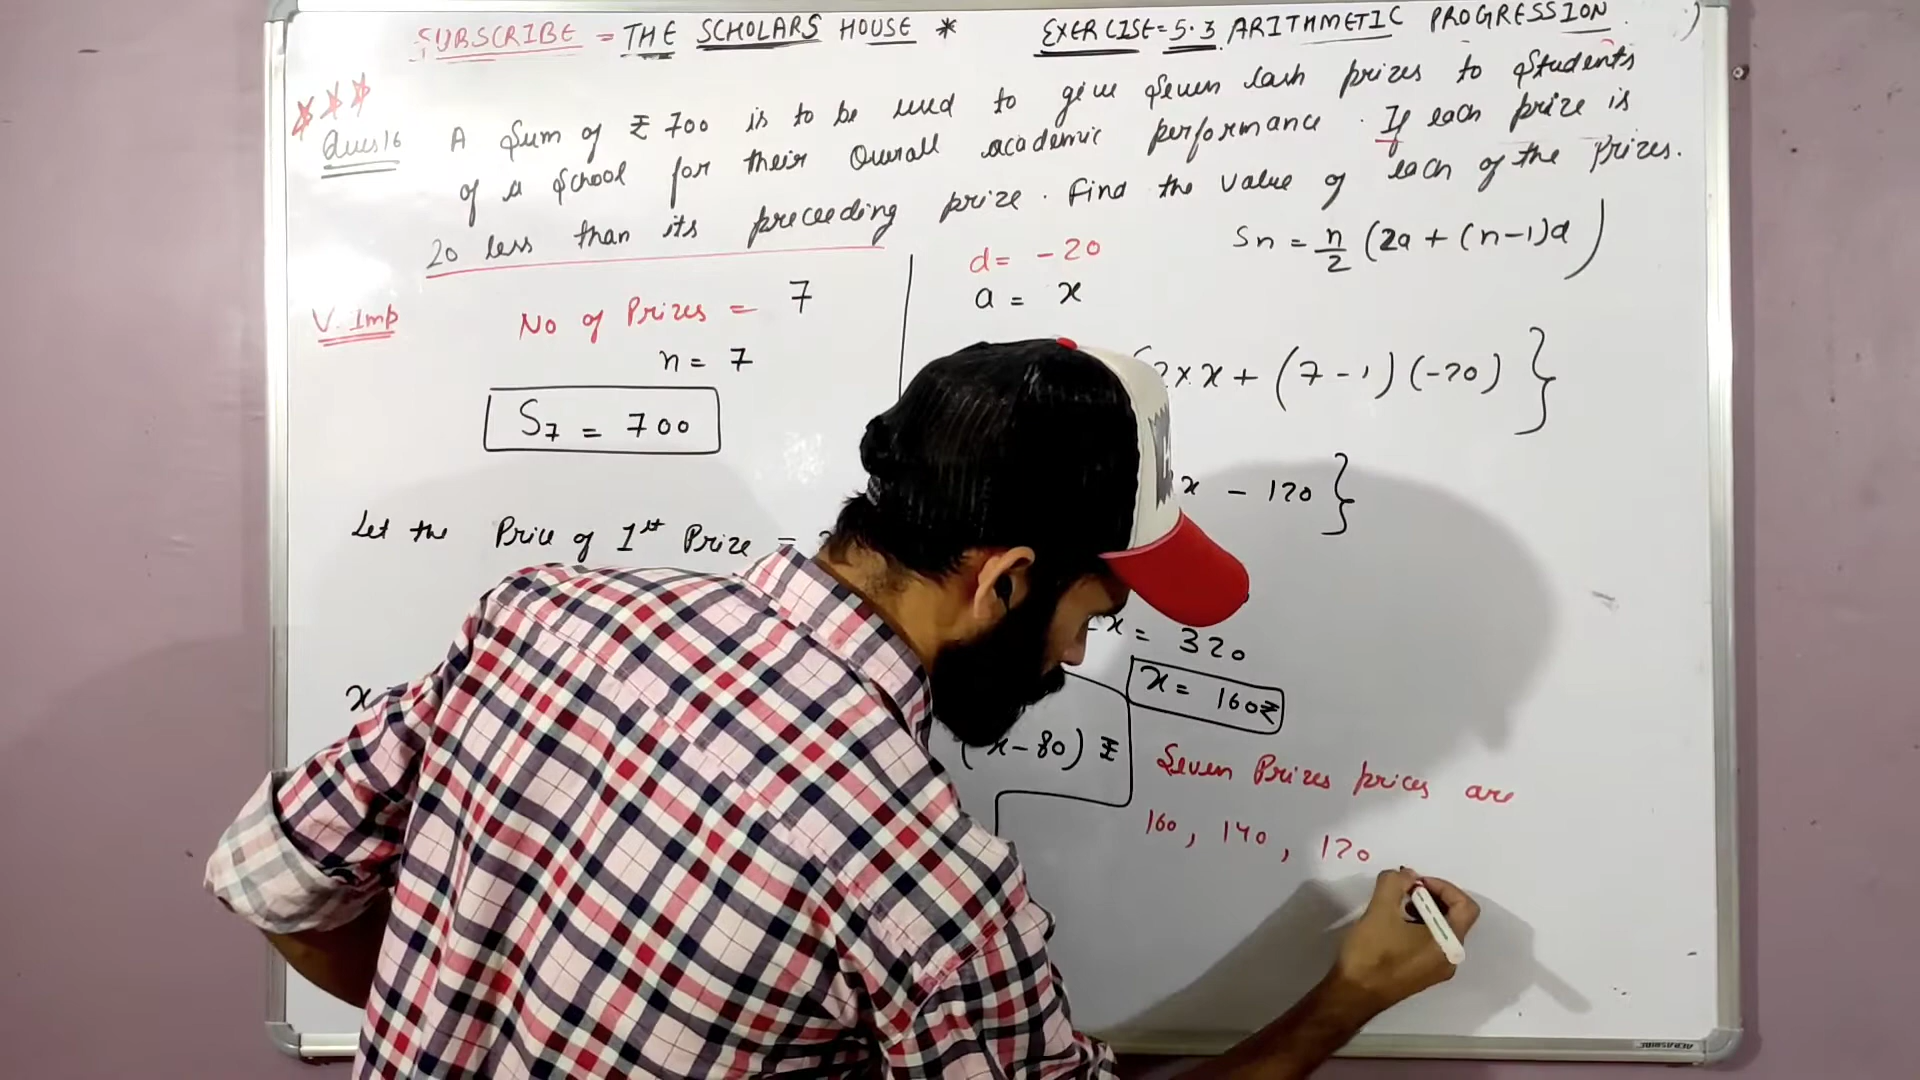 SUBSCRIBE = THE SCHOLARS HOUSE * EXERCISE = 5.3 ARITHMETIC PROGRESSION
Ques 16 A Sum of ₹ 700 is to be used to give Seven cash prizes to Students
of a School for their Overall academic performance. If each prize is
20 less than its preceeding prize. Find the value of each of the prizes.
V. Imp
No of Prizes = 7
n = 7
S7 = 700
Let the Price of 1st Prize =
x
d = -20
a = x
Sn = n/2 (2a + (n-1)d)
2 x x + (7-1)(-20) }
x - 120 }
x = 320
x = 160₹
(x-80) ₹
Seven Prizes prices are
160, 140, 120